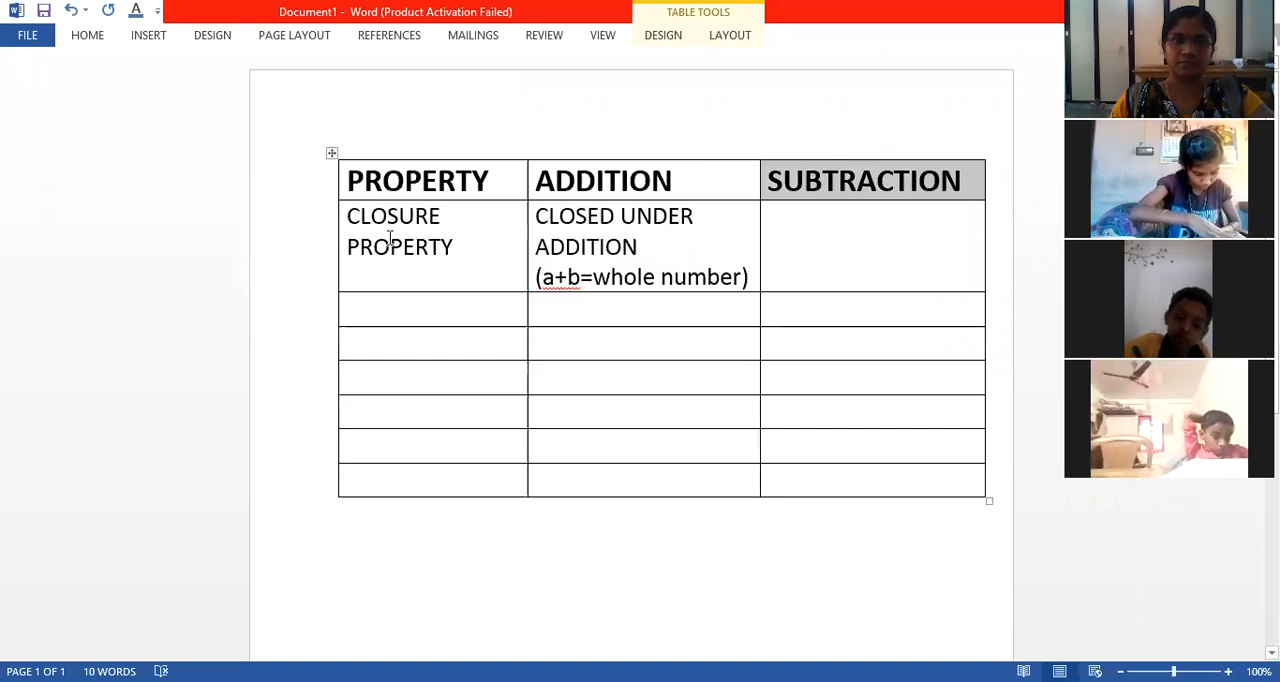 Document1 - Word (Product Activation Failed)
TABLE TOOLS
FILE HOME INSERT DESIGN PAGE LAYOUT REFERENCES MAILINGS REVIEW VIEW DESIGN LAYOUT
PROPERTY ADDITION SUBTRACTION
CLOSURE CLOSED UNDER
PROPERTY ADDITION
(a+b=whole number)
PAGE 1 OF 1 10 WORDS 100%